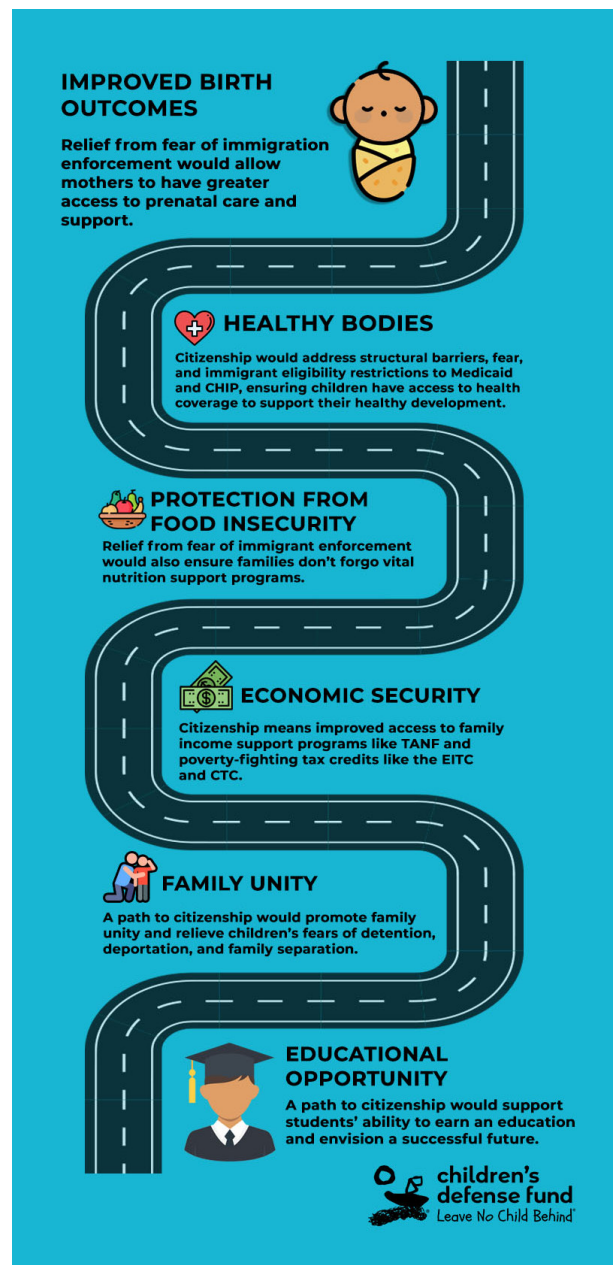 IMPROVED BIRTH
OUTCOMES
Relief from fear of immigration
enforcement would allow
mothers to have greater
access to prenatal care and
support.
HEALTHY BODIES
Citizenship would address structural barriers, fear,
and immigrant eligibility restrictions to Medicaid
and CHIP, ensuring children have access to health
coverage to support their healthy development.
PROTECTION FROM
FOOD INSECURITY
Relief from fear of immigrant enforcement
would also ensure families don't forgo vital
nutrition support programs.
ECONOMIC SECURITY
Citizenship means improved access to family
income support programs like TANF and
poverty-fighting tax credits like the EITC
and CTC.
FAMILY UNITY
A path to citizenship would promote family
unity and relieve children's fears of detention,
deportation, and family separation.
EDUCATIONAL
OPPORTUNITY
A path to citizenship would support
students' ability to earn an education
and envision a successful future.
children's
defense fund
Leave No Child Behind®